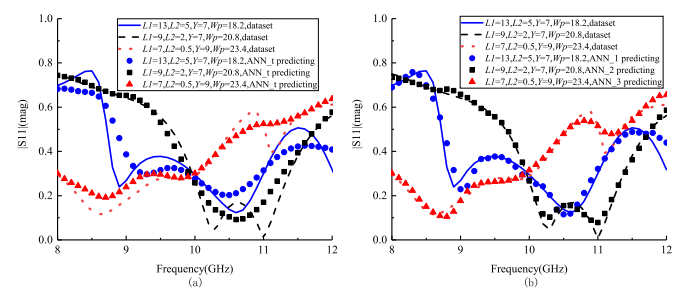 |S11|(mag)
1.0
0.8
0.6
0.4
0.2
0.0
L1=13,L2=5,Y=7,Wp=18.2,dataset
L1=9,L2=2,Y=7,Wp=20.8,dataset
L1=7,L2=0.5,Y=9,Wp=23.4,dataset
L1=13,L2=5,Y=7,Wp=18.2,ANN_t predicting
L1=9,L2=2,Y=7,Wp=20.8,ANN_t predicting
L1=7,L2=0.5,Y=9,Wp=23.4,ANN_t predicting
8 9 10 11 12
Frequency(GHz)
(a)
|S11|(mag)
1.0
0.8
0.6
0.4
0.2
0.0
L1=13,L2=5,Y=7,Wp=18.2,dataset
L1=9,L2=2,Y=7,Wp=20.8,dataset
L1=7,L2=0.5,Y=9,Wp=23.4,dataset
L1=13,L2=5,Y=7,Wp=18.2,ANN_1 predicting
L1=9,L2=2,Y=7,Wp=20.8,ANN_2 predicting
L1=7,L2=0.5,Y=9,Wp=23.4,ANN_3 predicting
8 9 10 11 12
Frequency(GHz)
(b)